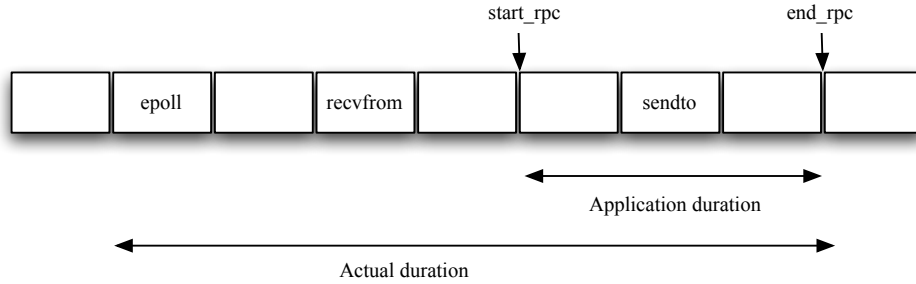 start_rpc end_rpc
epoll recvfrom sendto
Application duration
Actual duration